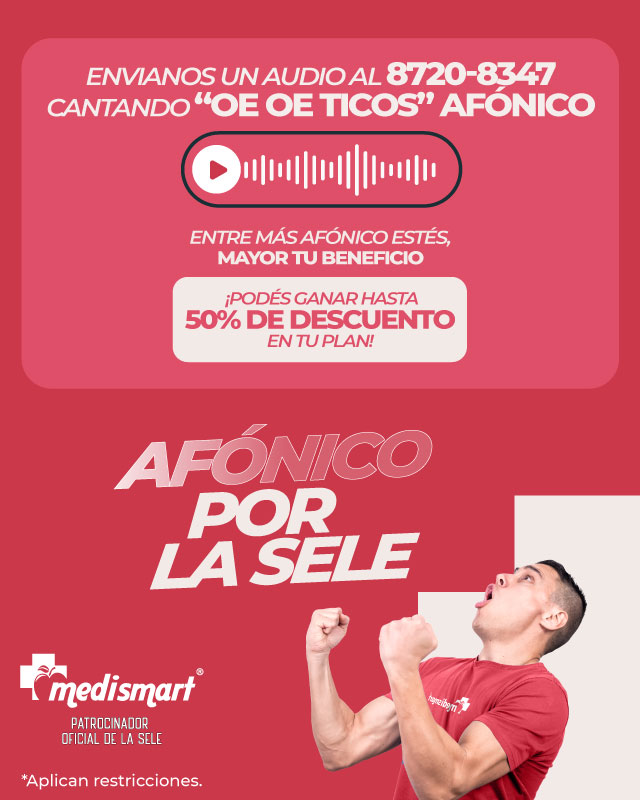 ENVIANOS UN AUDIO AL 8720-8347
CANTANDO “OE OE TICOS” AFÓNICO
ENTRE MÁS AFÓNICO ESTÉS,
MAYOR TU BENEFICIO
¡PODÉS GANAR HASTA
50% DE DESCUENTO
EN TU PLAN!
AFÓNICO
POR
LA SELE
medismart®
PATROCINADOR
OFICIAL DE LA SELE
*Aplican restricciones.